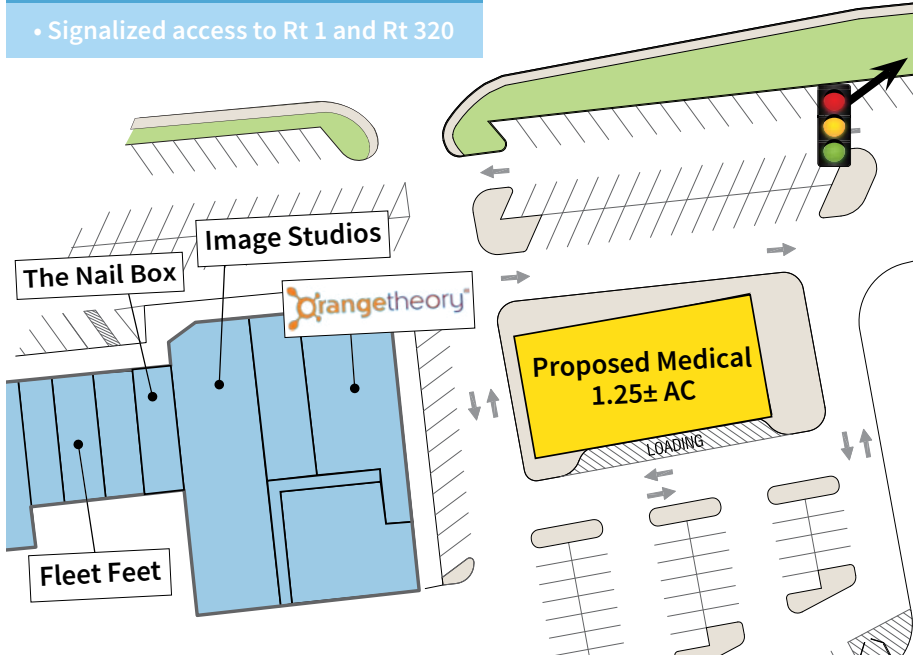 • Signalized access to Rt 1 and Rt 320
Image Studios
The Nail Box
Orangetheory
Proposed Medical
1.25± AC
LOADING
Fleet Feet